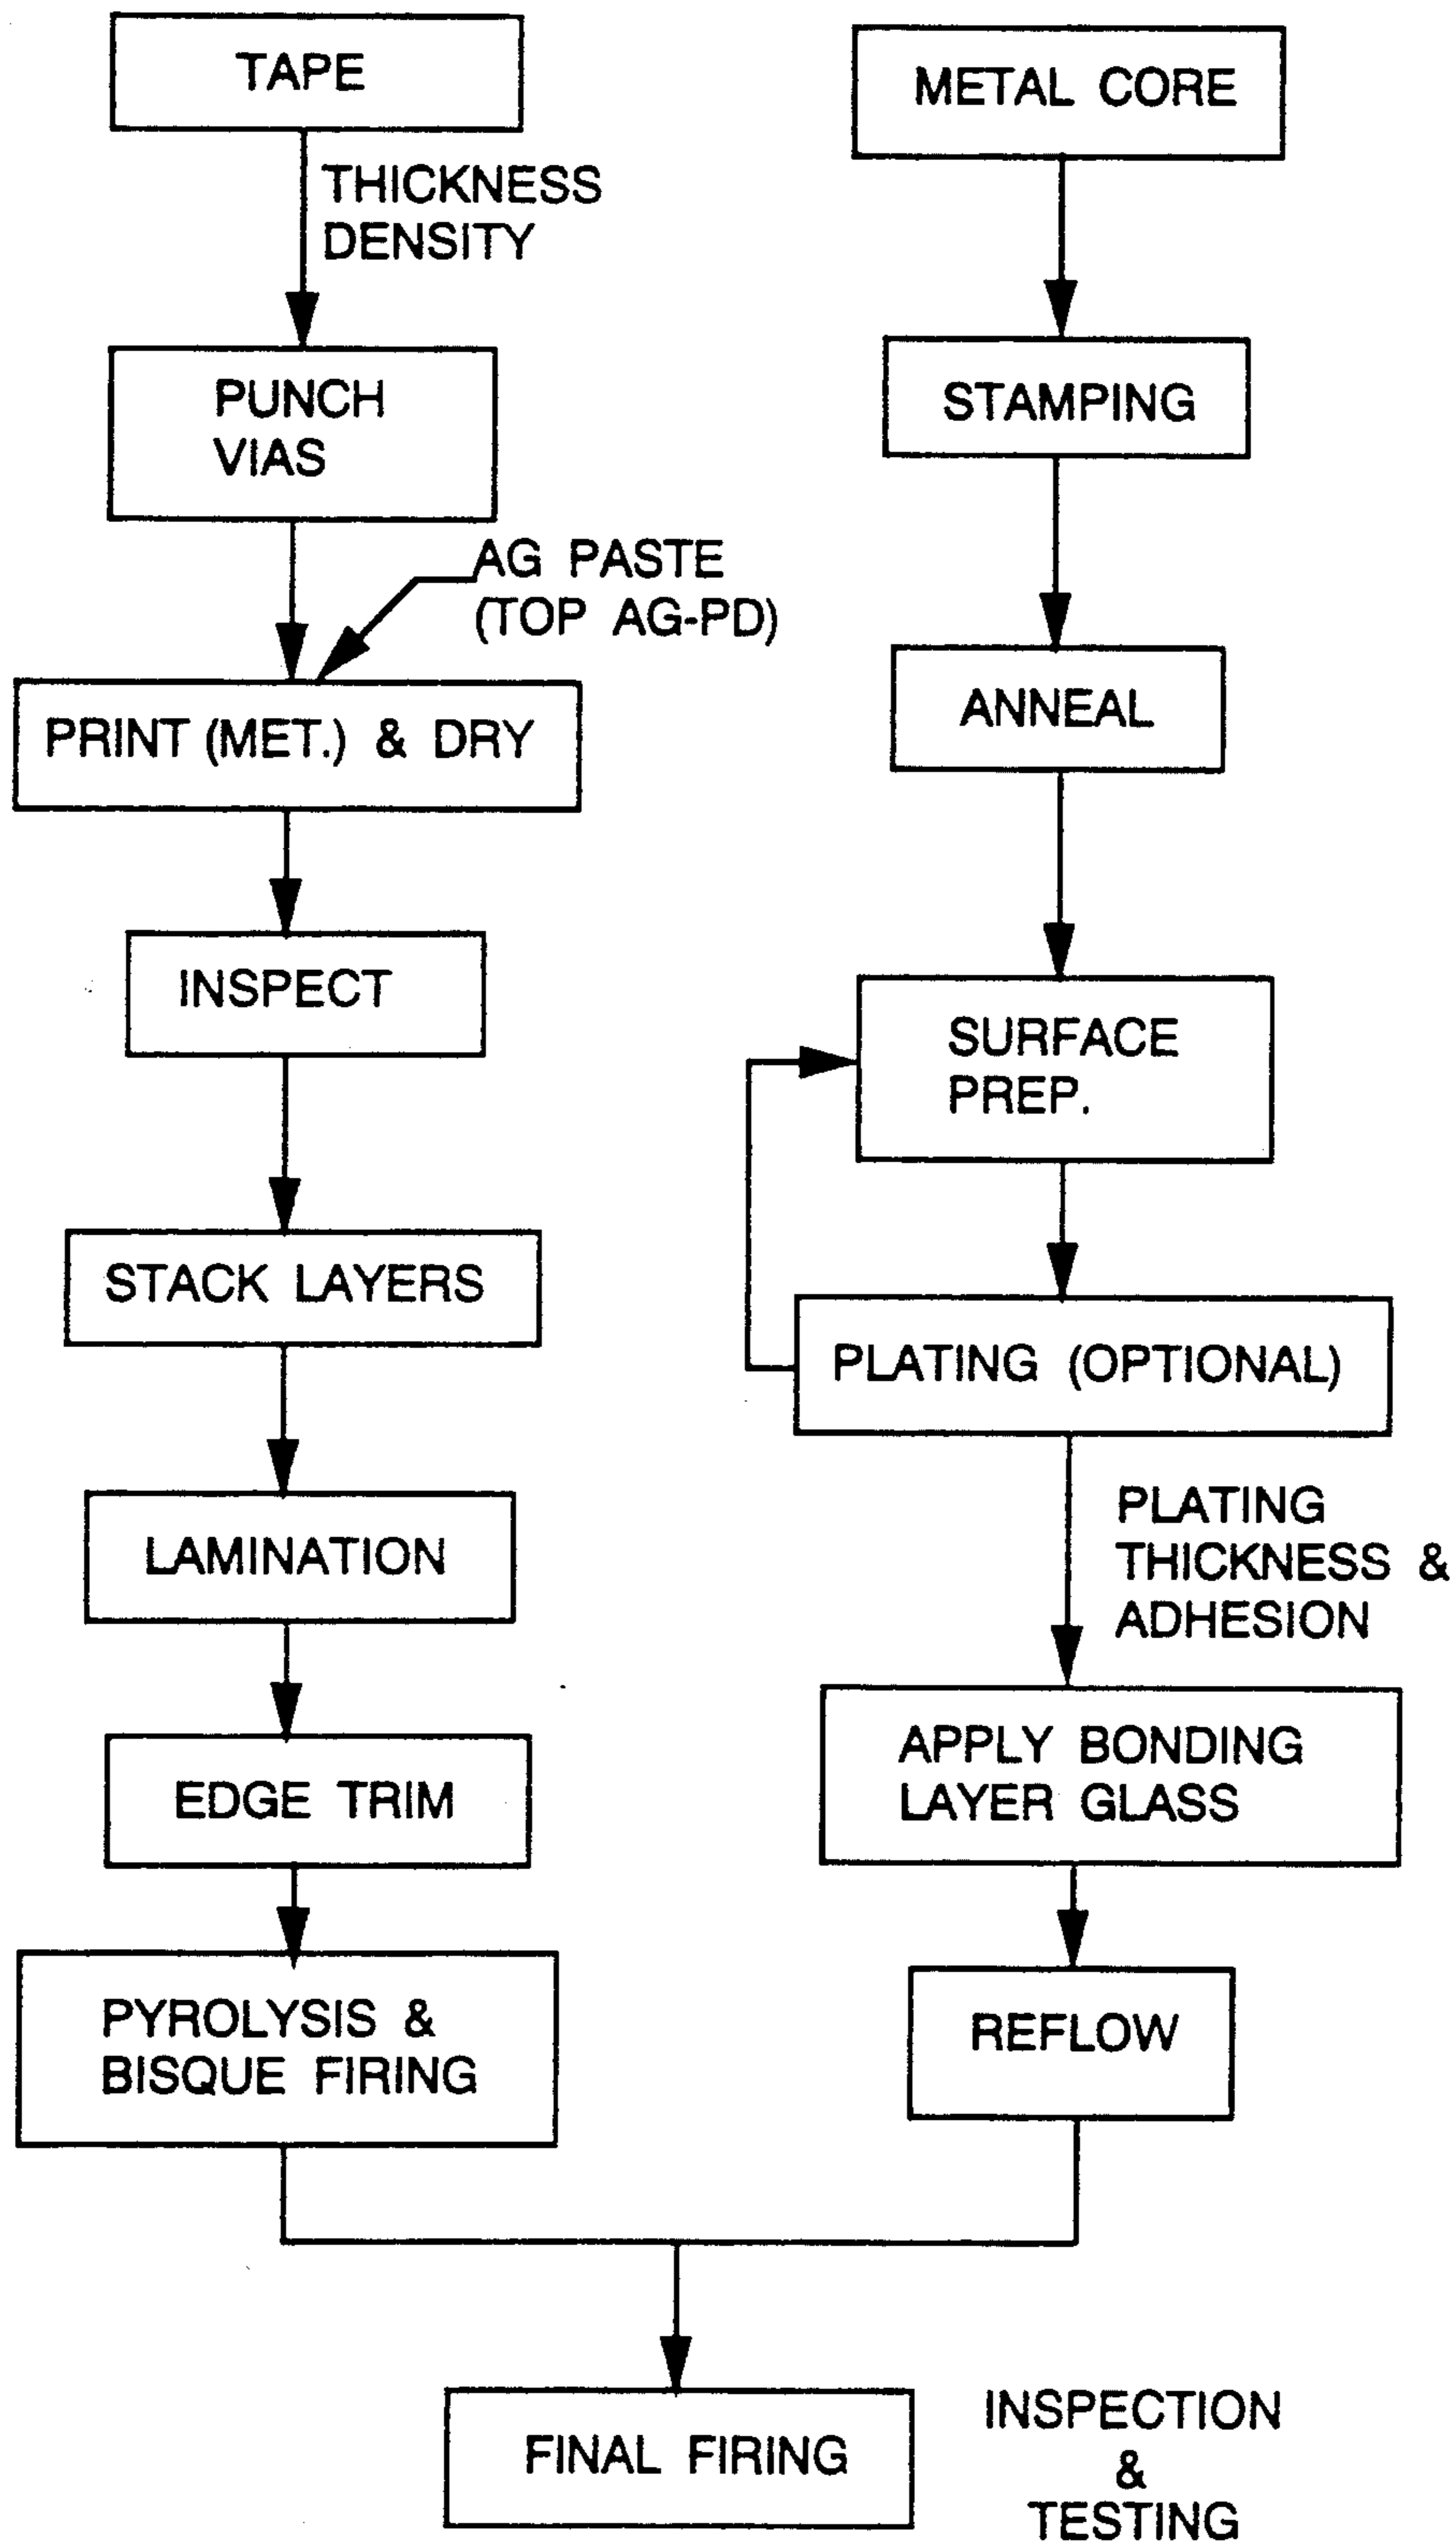 TAPE
THICKNESS
DENSITY
PUNCH
VIAS
AG PASTE
(TOP AG-PD)
PRINT (MET.) & DRY
INSPECT
STACK LAYERS
LAMINATION
EDGE TRIM
PYROLYSIS &
BISQUE FIRING
METAL CORE
STAMPING
ANNEAL
SURFACE
PREP.
PLATING (OPTIONAL)
PLATING
THICKNESS &
ADHESION
APPLY BONDING
LAYER GLASS
REFLOW
FINAL FIRING
INSPECTION
&
TESTING